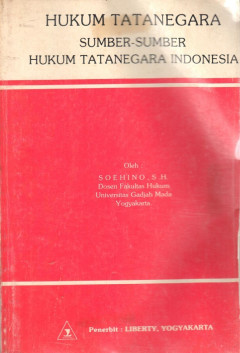 HUKUM TATANEGARA
SUMBER-SUMBER
HUKUM TATANEGARA INDONESIA
Oleh
SOEHINO, S.H.
Dosen Fakultas Hukum
Universitas Gadjah Mada
Yogyakarta
Penerbit : LIBERTY, YOGYAKARTA